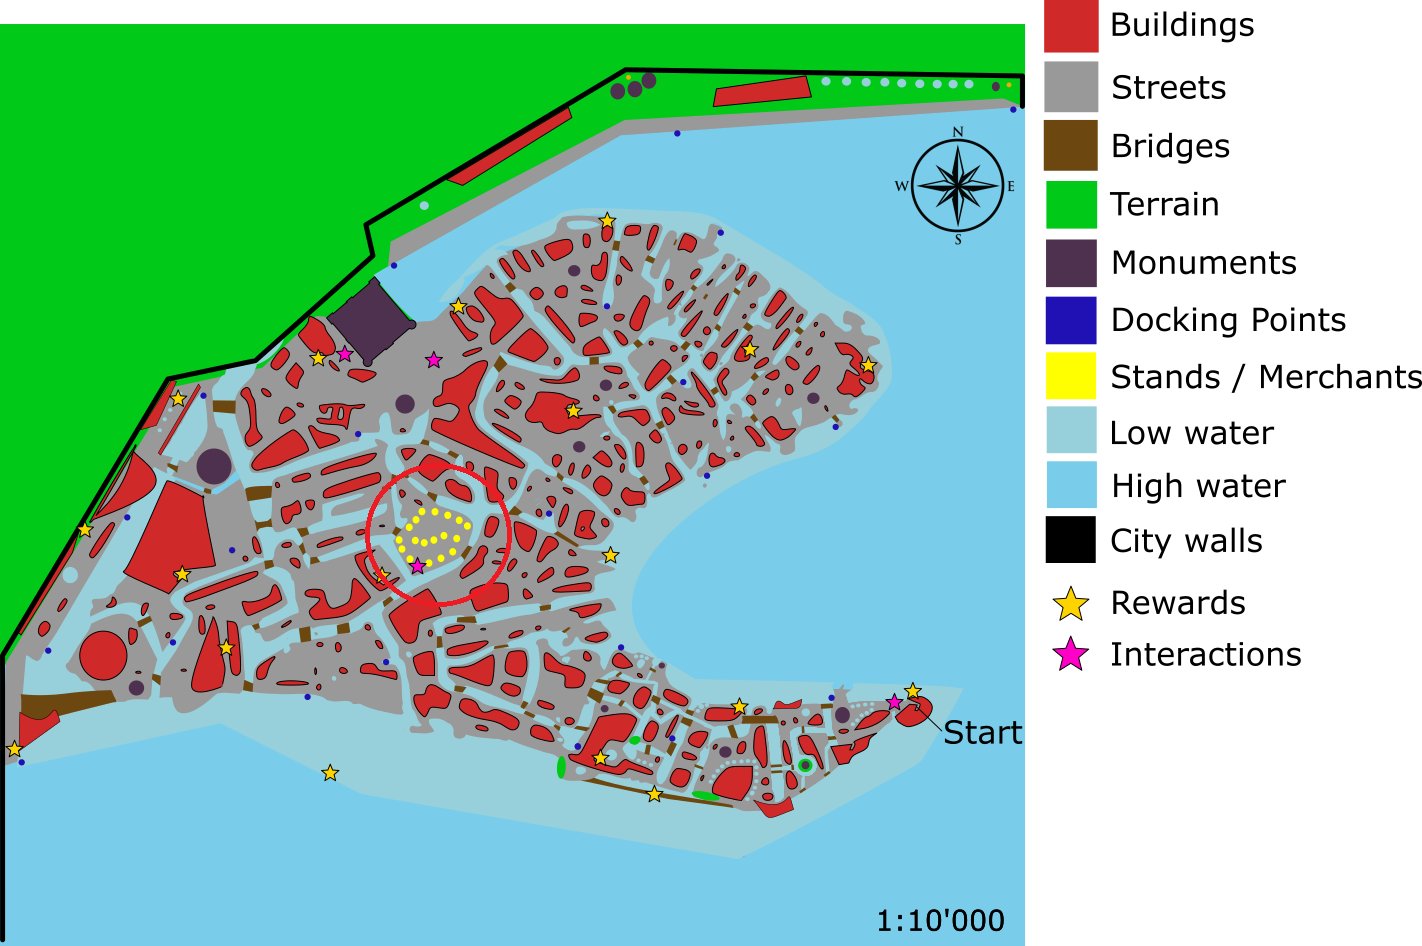 Buildings
Streets
Bridges
Terrain
Monuments
Docking Points
Stands / Merchants
Low water
High water
City walls
Rewards
Interactions
N
W
E
S
Start
1:10'000